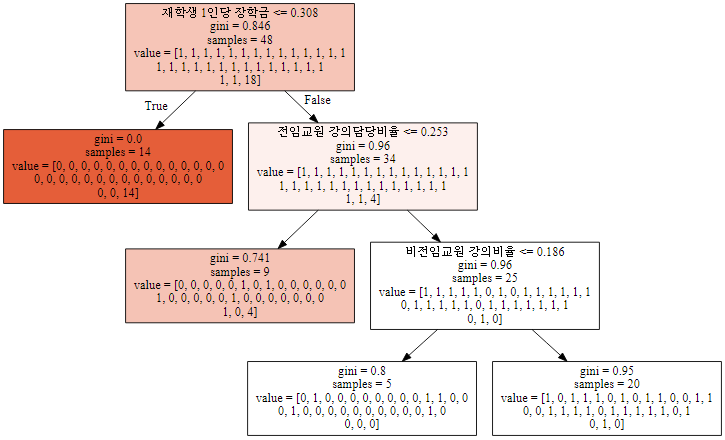 재학생 1인당 장학금 <= 0.308
gini = 0.846
samples = 48
value = [1, 1, 1, 1, 1, 1, 1, 1, 1, 1, 1, 1, 1, 1
1, 1, 1, 1, 1, 1, 1, 1, 1, 1, 1, 1, 1, 1
1, 1, 18]
True
False
gini = 0.0
samples = 14
value = [0, 0, 0, 0, 0, 0, 0, 0, 0, 0, 0, 0, 0, 0
0, 0, 0, 0, 0, 0, 0, 0, 0, 0, 0, 0, 0, 0
0, 0, 14]
전임교원 강의담당비율 <= 0.253
gini = 0.96
samples = 34
value = [1, 1, 1, 1, 1, 1, 1, 1, 1, 1, 1, 1, 1, 1
1, 1, 1, 1, 1, 1, 1, 1, 1, 1, 1, 1, 1, 1
1, 1, 4]
gini = 0.741
samples = 9
value = [0, 0, 0, 0, 0, 1, 0, 1, 0, 0, 0, 0, 0, 0
1, 0, 0, 0, 0, 0, 1, 0, 0, 0, 0, 0, 0, 0
1, 0, 4]
비전임교원 강의비율 <= 0.186
gini = 0.96
samples = 25
value = [1, 1, 1, 1, 1, 0, 1, 0, 1, 1, 1, 1, 1, 1
0, 1, 1, 1, 1, 1, 0, 1, 1, 1, 1, 1, 1, 1
0, 1, 0]
gini = 0.8
samples = 5
value = [0, 1, 0, 0, 0, 0, 0, 0, 0, 0, 1, 1, 0, 0
0, 1, 0, 0, 0, 0, 0, 0, 0, 0, 0, 0, 1, 0
0, 0, 0]
gini = 0.95
samples = 20
value = [1, 0, 1, 1, 1, 0, 1, 0, 1, 1, 0, 0, 1, 1
0, 0, 1, 1, 1, 1, 0, 1, 1, 1, 1, 1, 0, 1
0, 1, 0]